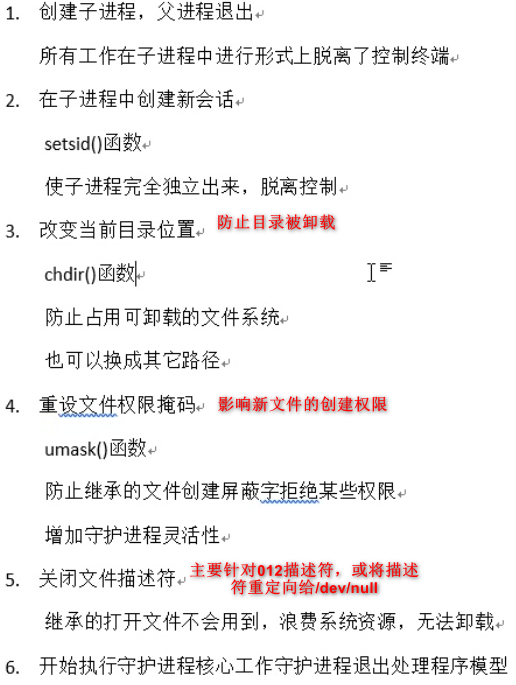 1. 创建子进程，父进程退出
所有工作在子进程中进行形式上脱离了控制终端
2. 在子进程中创建新会话
setsid()函数
使子进程完全独立出来，脱离控制
3. 改变当前目录位置 防止目录被卸载
chdir()函数
防止占用可卸载的文件系统
也可以换成其它路径
4. 重设文件权限掩码 影响新文件的创建权限
umask()函数
防止继承的文件创建屏蔽字拒绝某些权限
增加守护进程灵活性
5. 关闭文件描述符 主要针对012描述符，或将描述
符重定向给/dev/null
继承的打开文件不会用到，浪费系统资源，无法卸载
6. 开始执行守护进程核心工作守护进程退出处理程序模型